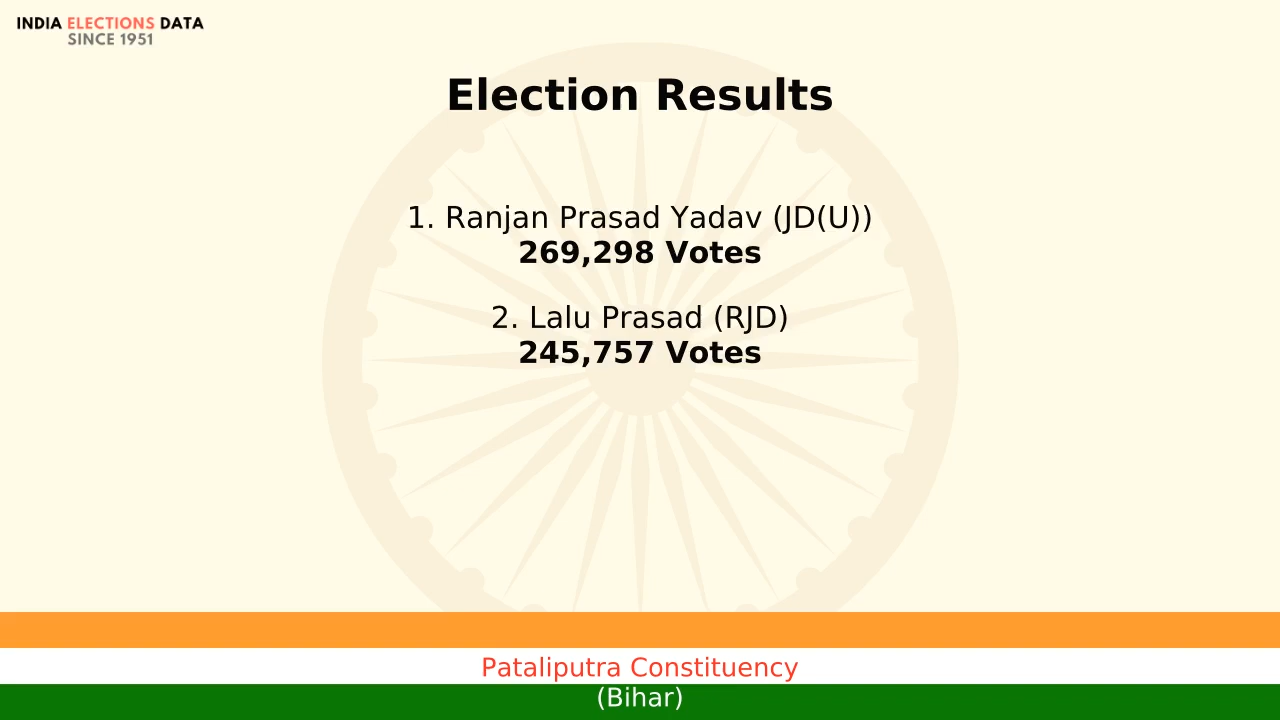 INDIA ELECTIONS DATA
SINCE 1951
Election Results
1. Ranjan Prasad Yadav (JD(U))
269,298 Votes
2. Lalu Prasad (RJD)
245,757 Votes
Pataliputra Constituency
(Bihar)